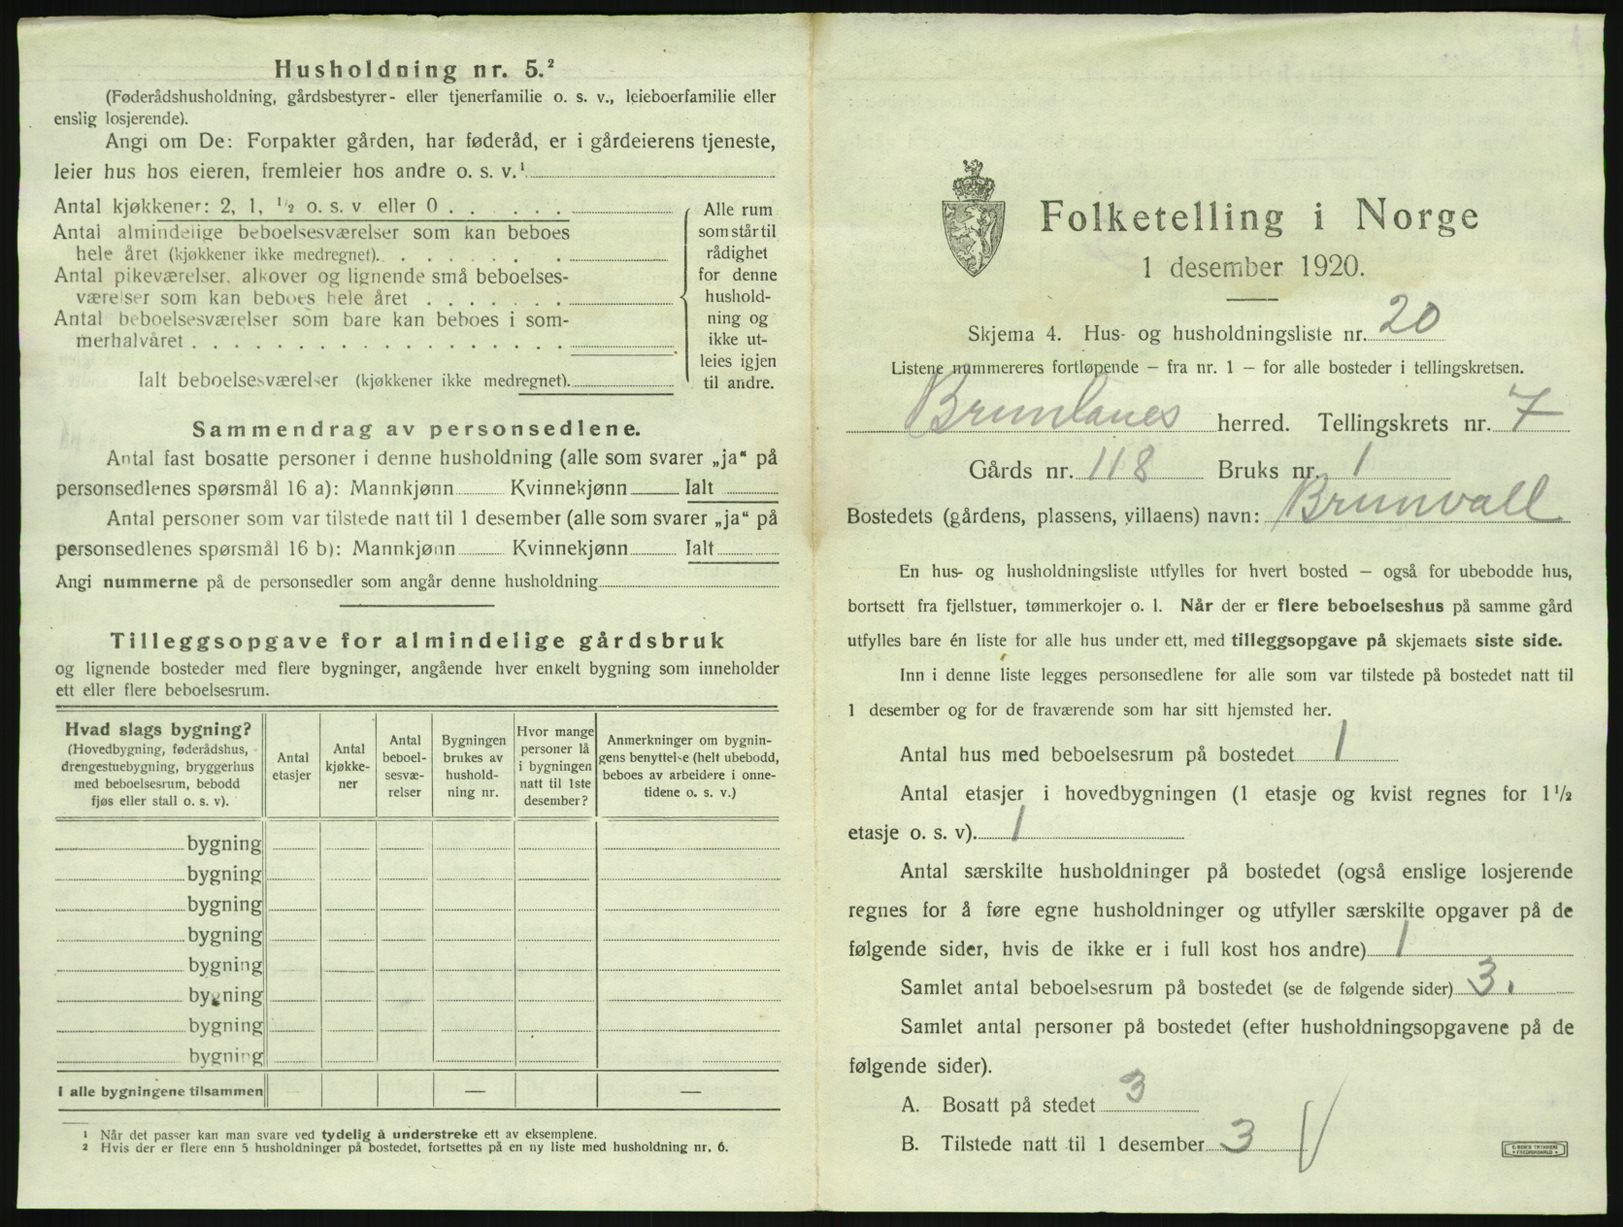 Husholdning nr. 5.²
(Føderådshusholdning, gårdsbestyrer- eller tjenerfamilie o. s. v., leieboerfamilie eller
enslig losjerende).
Angi om De: Forpakter gården, har føderåd, er i gårdeierens tjeneste,
leier hus hos eieren, fremleier hos andre o. s. v.¹
Antal kjøkkener: 2, 1, ½ o. s. v eller 0
Antal almindelige beboelsesværelser som kan beboes
hele året (kjøkkener ikke medregnet).
Antal pikeværelser, alkover og lignende små beboelses-
værelser som kan beboes hele året
Antal beboelsesværelser som bare kan beboes i som-
merhalvåret
Ialt beboelsesværelser (kjøkkener ikke medregnet).
Alle rum
som står til
rådighet
for denne
hushold-
ning og
ikke ut-
leies igjen
til andre.
Sammendrag av personsedlene.
Antal fast bosatte personer i denne husholdning (alle som svarer „ja“ på
personsedlenes spørsmål 16 a): Mannkjønn Kvinnekjønn Ialt
Antal personer som var tilstede natt til 1 desember (alle som svarer „ja“ på
personsedlenes spørsmål 16 b): Mannkjønn Kvinnekjønn Ialt
Angi nummerne på de personsedler som angår denne husholdning
Tilleggsopgave for almindelige gårdsbruk
og lignende bosteder med flere bygninger, angående hver enkelt bygning som inneholder
ett eller flere beboelsesrum.
Hvad slags bygning?
(Hovedbygning, føderådshus,
drengestuebygning, bryggerhus
med beboelsesrum, bebodd
fjøs eller stall o. s. v).
Antal
etasjer
Antal
kjøkke-
ner
Antal
beboel-
sesvæ-
relser
Bygningen
brukes av
hushold-
ning nr.
Hvor mange
personer lå
i bygningen
natt til 1ste
desember?
Anmerkninger om bygnin-
gens benyttelse (helt ubebodd,
beboes av arbeidere i onne-
tidene o. s. v.)
bygning
bygning
bygning
bygning
bygning
bygning
bygning
bygning
I alle bygningene tilsammen — —
¹ Når det passer kan man svare ved tydelig å understreke ett av eksemplene.
² Hvis der er flere enn 5 husholdninger på bostedet, fortsettes på en ny liste med husholdning nr. 6.
Folketelling i Norge
1 desember 1920.
Skjema 4. Hus- og husholdningsliste nr. 20
Listene nummereres fortløpende – fra nr. 1 – for alle bosteder i tellingskretsen.
Brunlanes herred. Tellingskrets nr. 7
Gårds nr. 118 Bruks nr. 1
Bostedets (gårdens, plassens, villaens) navn: Brunvall
En hus- og husholdningsliste utfylles for hvert bosted – også for ubebodde hus,
bortsett fra fjellstuer, tømmerkojer o. l. Når der er flere beboelseshus på samme gård
utfylles bare én liste for alle hus under ett, med tilleggsopgave på skjemaets siste side.
Inn i denne liste legges personsedlene for alle som var tilstede på bostedet natt til
1 desember og for de fraværende som har sitt hjemsted her.
Antal hus med beboelsesrum på bostedet 1
Antal etasjer i hovedbygningen (1 etasje og kvist regnes for 1½
etasje o. s. v). 1
Antal særskilte husholdninger på bostedet (også enslige losjerende
regnes for å føre egne husholdninger og utfyller særskilte opgaver på de
følgende sider, hvis de ikke er i full kost hos andre) 1
Samlet antal beboelsesrum på bostedet (se de følgende sider) 3.
Samlet antal personer på bostedet (efter husholdningsopgavene på de
følgende sider).
A. Bosatt på stedet 3
B. Tilstede natt til 1 desember 3